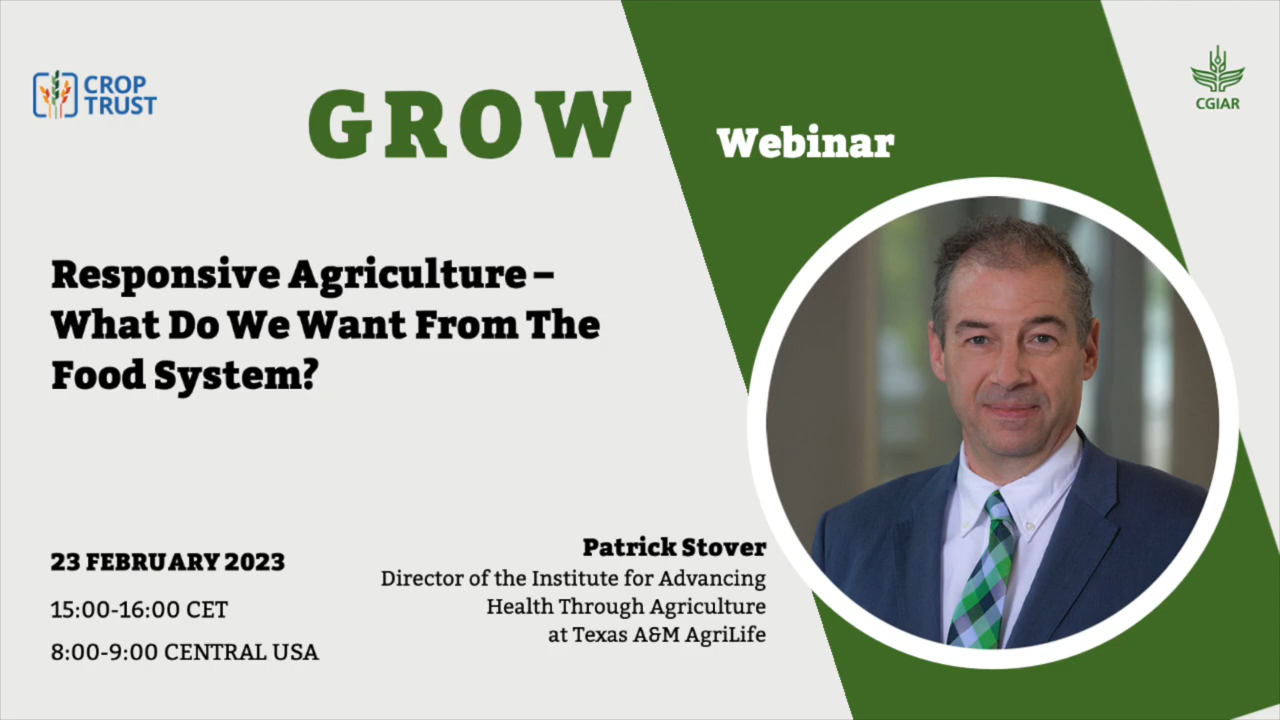 CROP
TRUST
GROW
Webinar
CGIAR
Responsive Agriculture –
What Do We Want From The
Food System?
23 FEBRUARY 2023
15:00-16:00 CET
8:00-9:00 CENTRAL USA
Patrick Stover
Director of the Institute for Advancing
Health Through Agriculture
at Texas A&M AgriLife